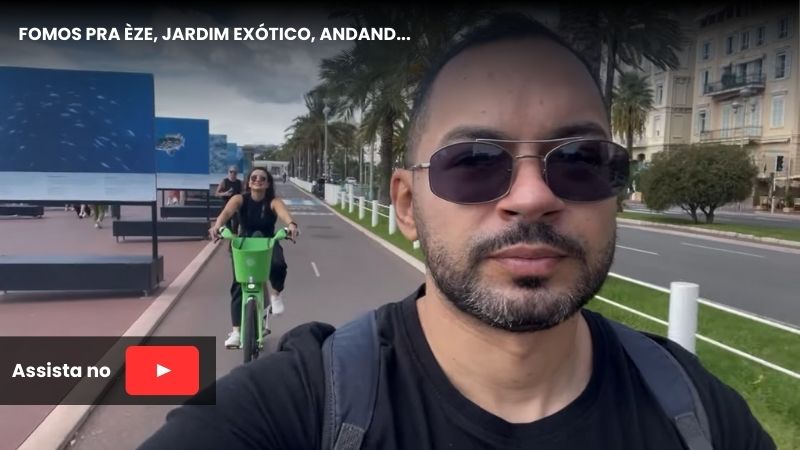 FOMOS PRA ÈZE, JARDIM EXÓTICO, ANDAND...
Assista no